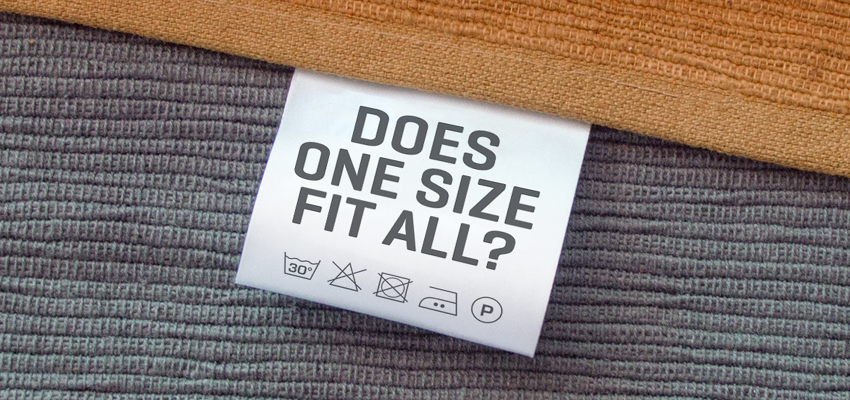 DOES
ONE SIZE
FIT ALL?
30°
P